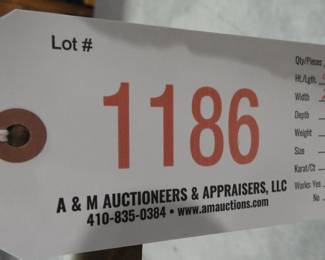 Lot #
1186
A & M AUCTIONEERS & APPRAISERS, LLC
410-835-0384 • www.amauctions.com
Qty/Pieces
Ht./Lgth.
Width
Depth
Weight
Size
Karat/Ct
Works: Yes
No